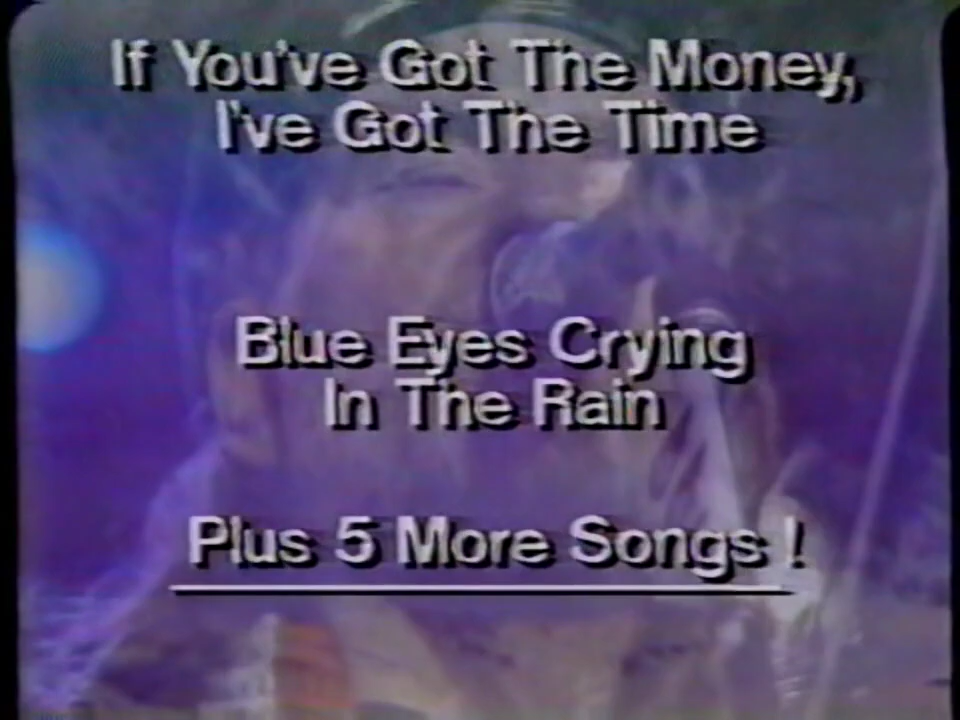 If You've Got The Money,
I've Got The Time
Blue Eyes Crying
In The Rain
Plus 5 More Songs !